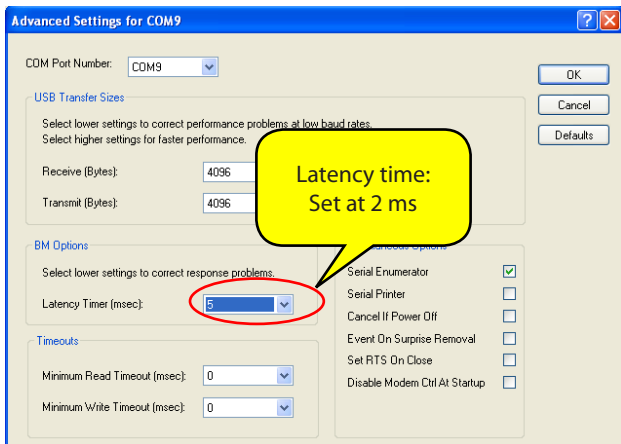 Advanced Settings for COM9
COM Port Number: COM9
OK
Cancel
Defaults
USB Transfer Sizes
Select lower settings to correct performance problems at low baud rates.
Select higher settings for faster performance.
Receive (Bytes): 4096
Transmit (Bytes): 4096
Latency time:
Set at 2 ms
BM Options
Select lower settings to correct response problems.
Latency Timer (msec): 5
Timeouts
Minimum Read Timeout (msec): 0
Minimum Write Timeout (msec): 0
Options
Serial Enumerator
Serial Printer
Cancel If Power Off
Event On Surprise Removal
Set RTS On Close
Disable Modem Ctrl At Startup